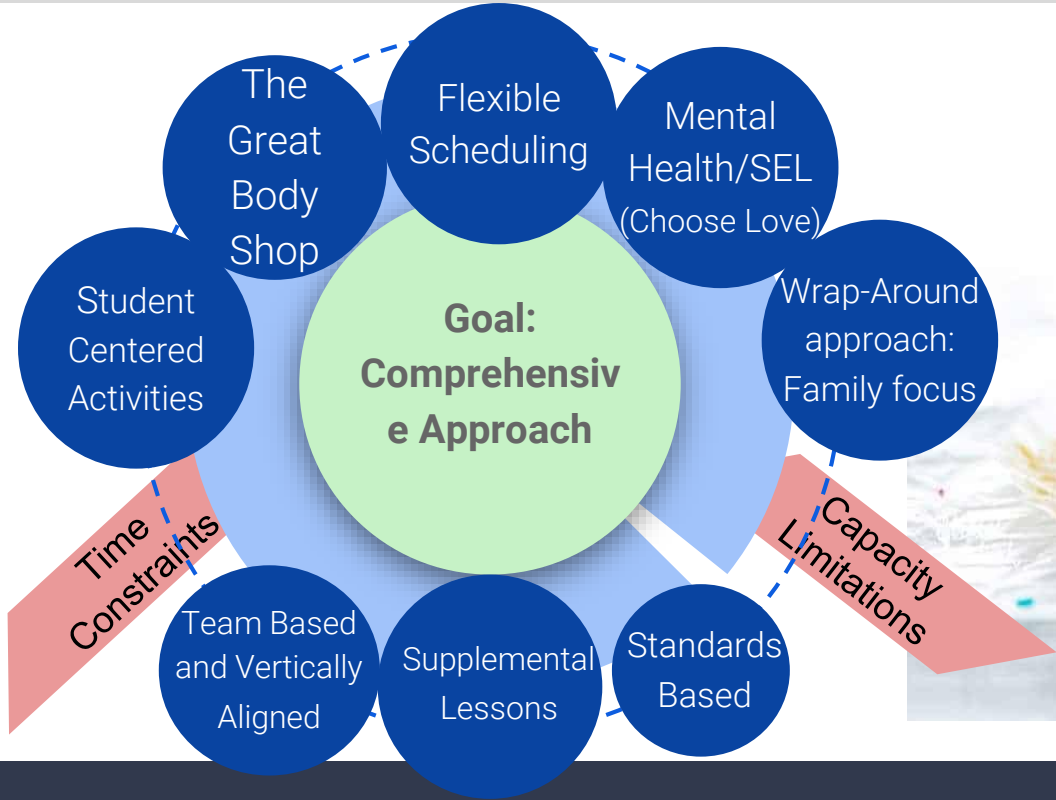 The
Great
Body
Shop
Flexible
Scheduling
Mental
Health/SEL
(Choose Love)
Student
Centered
Activities
Goal:
Comprehensiv
e Approach
Wrap-Around
approach:
Family focus
Time
Constraints
Capacity
Limitations
Team Based
and Vertically
Aligned
Supplemental
Lessons
Standards
Based